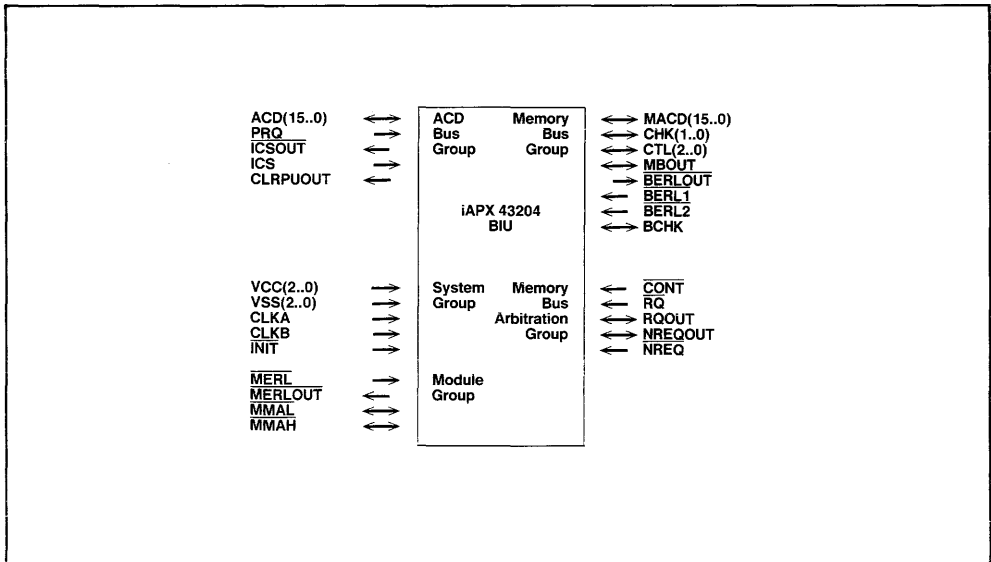 ACD(15..0) ACD Memory MACD(15..0)
PRQ Bus Bus CHK(1..0)
ICSOUT Group Group CTL(2..0)
ICS MBOUT
CLRPUOUT BERLOUT
BERL1
iAPX 43204 BERL2
BIU BCHK
VCC(2..0) System Memory CONT
VSS(2..0) Group Bus RQ
CLKA Arbitration RQOUT
CLKB Group NREQOUT
INIT NREQ
MERL Module
MERLOUT Group
MMAL
MMAH